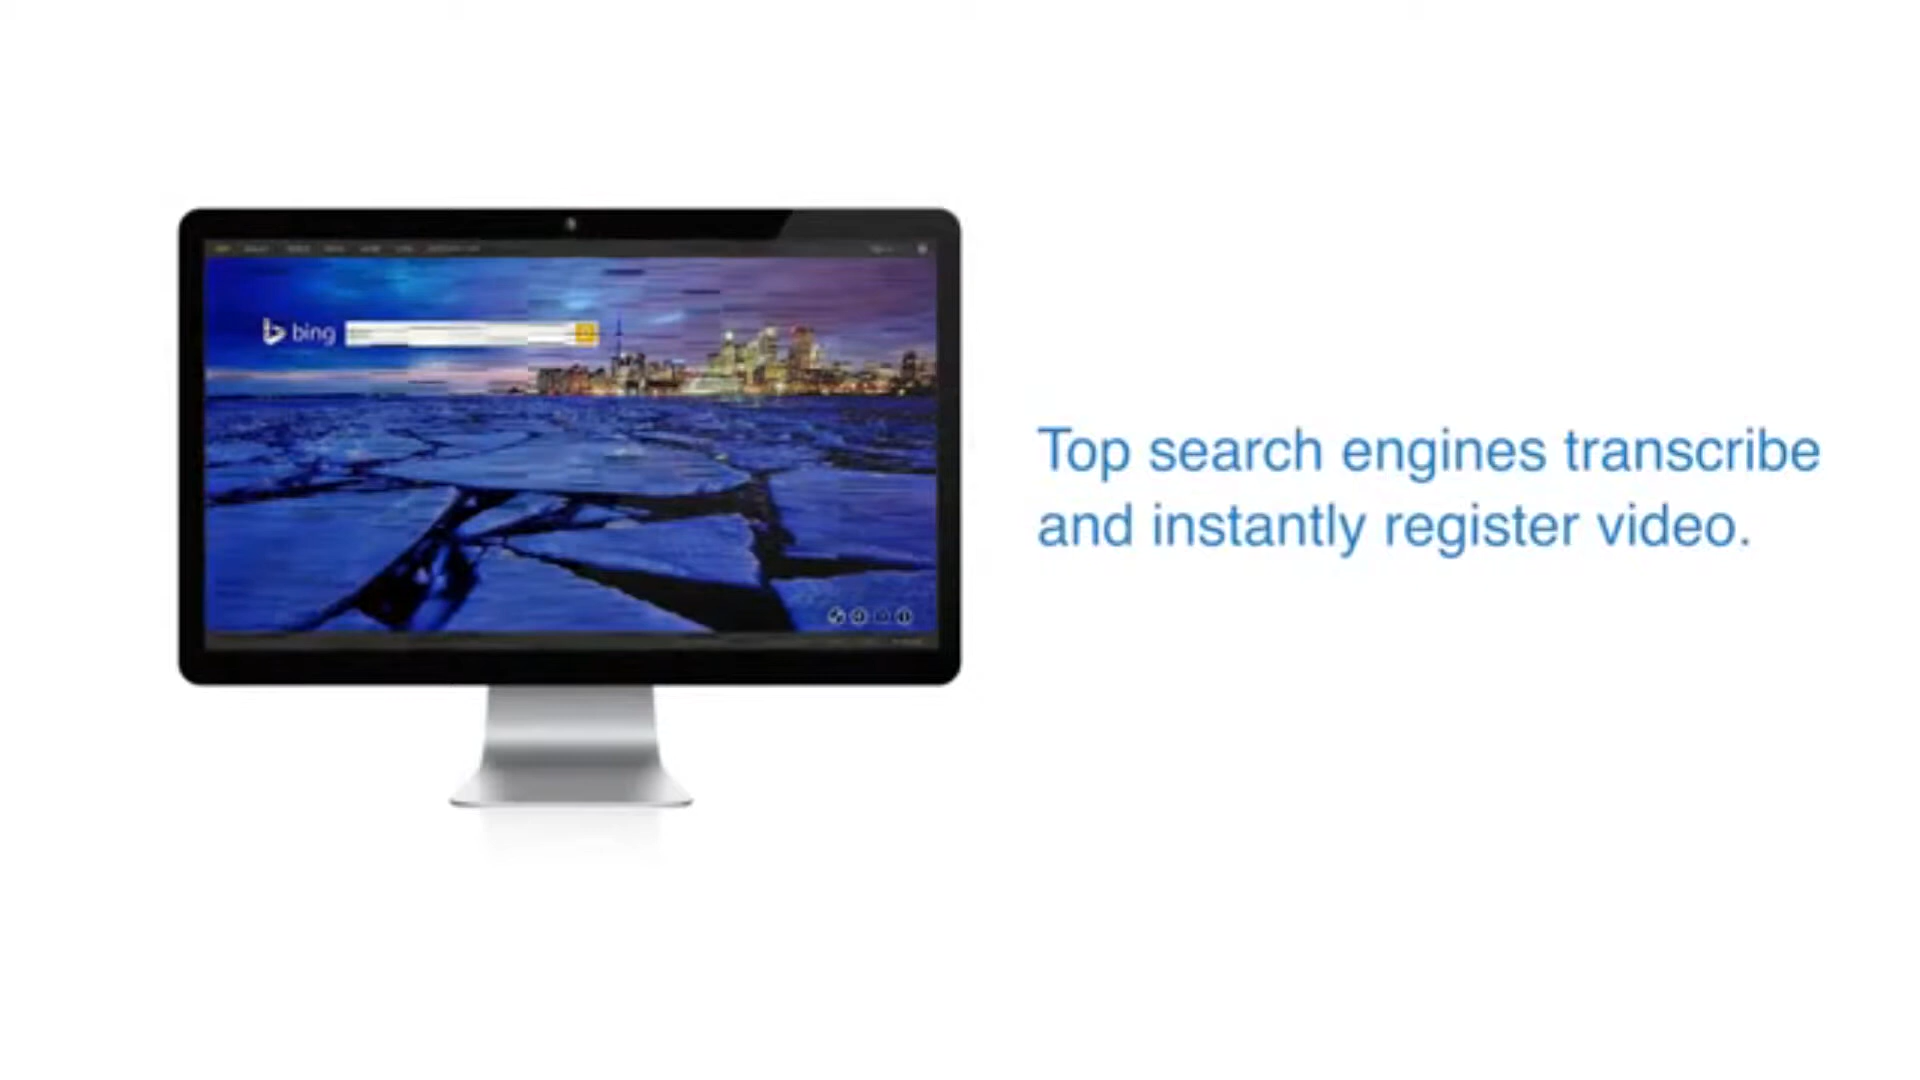 bing
Top search engines transcribe
and instantly register video.